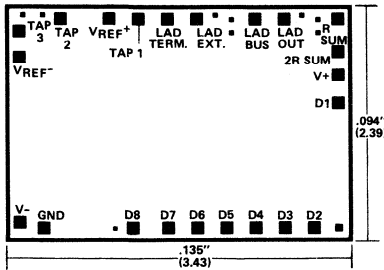 TAP 3
TAP 2
VREF+
TAP 1
LAD TERM.
LAD EXT.
LAD BUS
LAD OUT
R SUM
2R SUM
VREF-
V+
D1
.094"
(2.39
V-
GND
D8 D7 D6 D5 D4 D3 D2
.135"
(3.43)